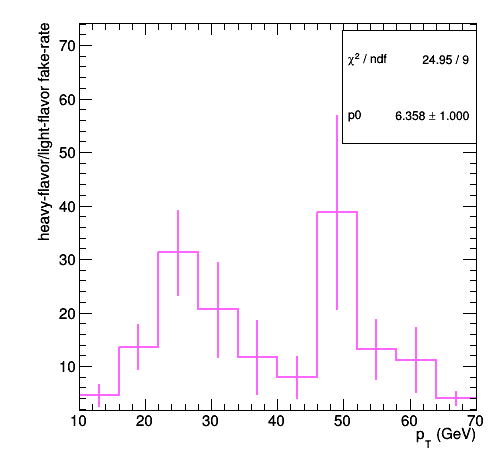 heavy-flavor/light-flavor fake-rate
70
60
50
40
30
20
10
χ² / ndf 24.95 / 9
p0 6.358 ± 1.000
10 20 30 40 50 60 70
p_T (GeV)